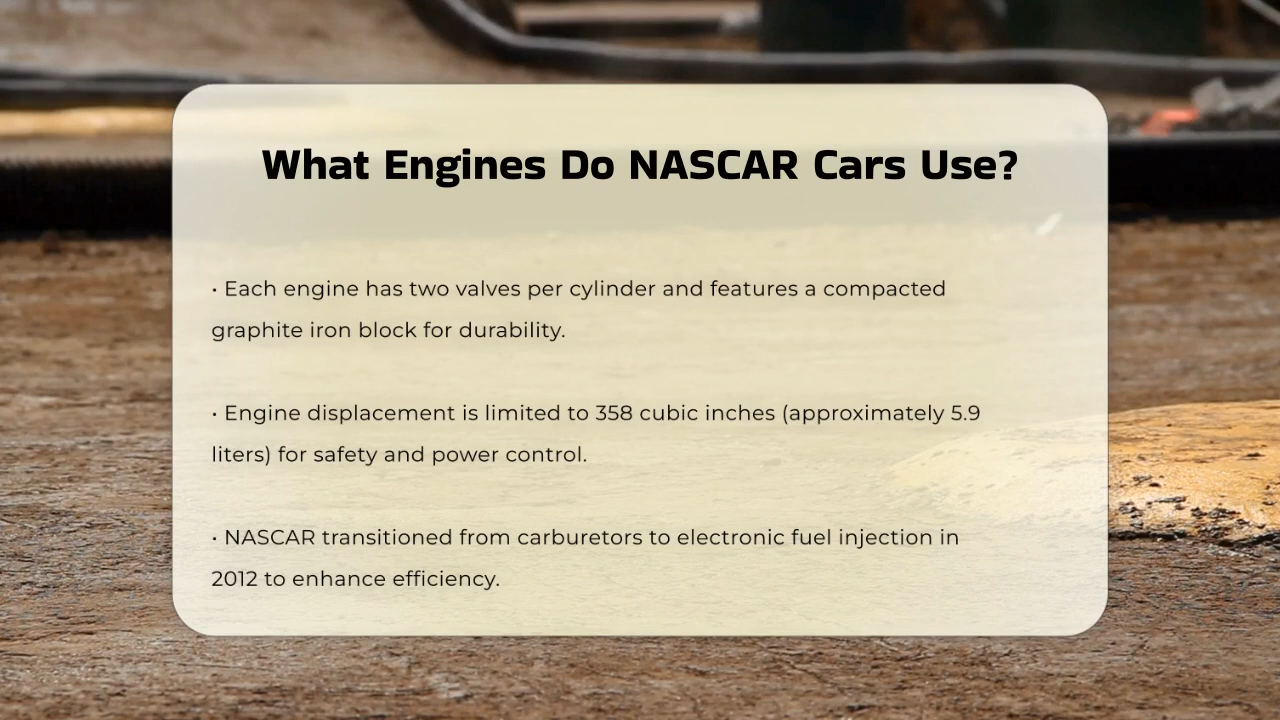 What Engines Do NASCAR Cars Use?
• Each engine has two valves per cylinder and features a compacted
graphite iron block for durability.
• Engine displacement is limited to 358 cubic inches (approximately 5.9
liters) for safety and power control.
• NASCAR transitioned from carburetors to electronic fuel injection in
2012 to enhance efficiency.